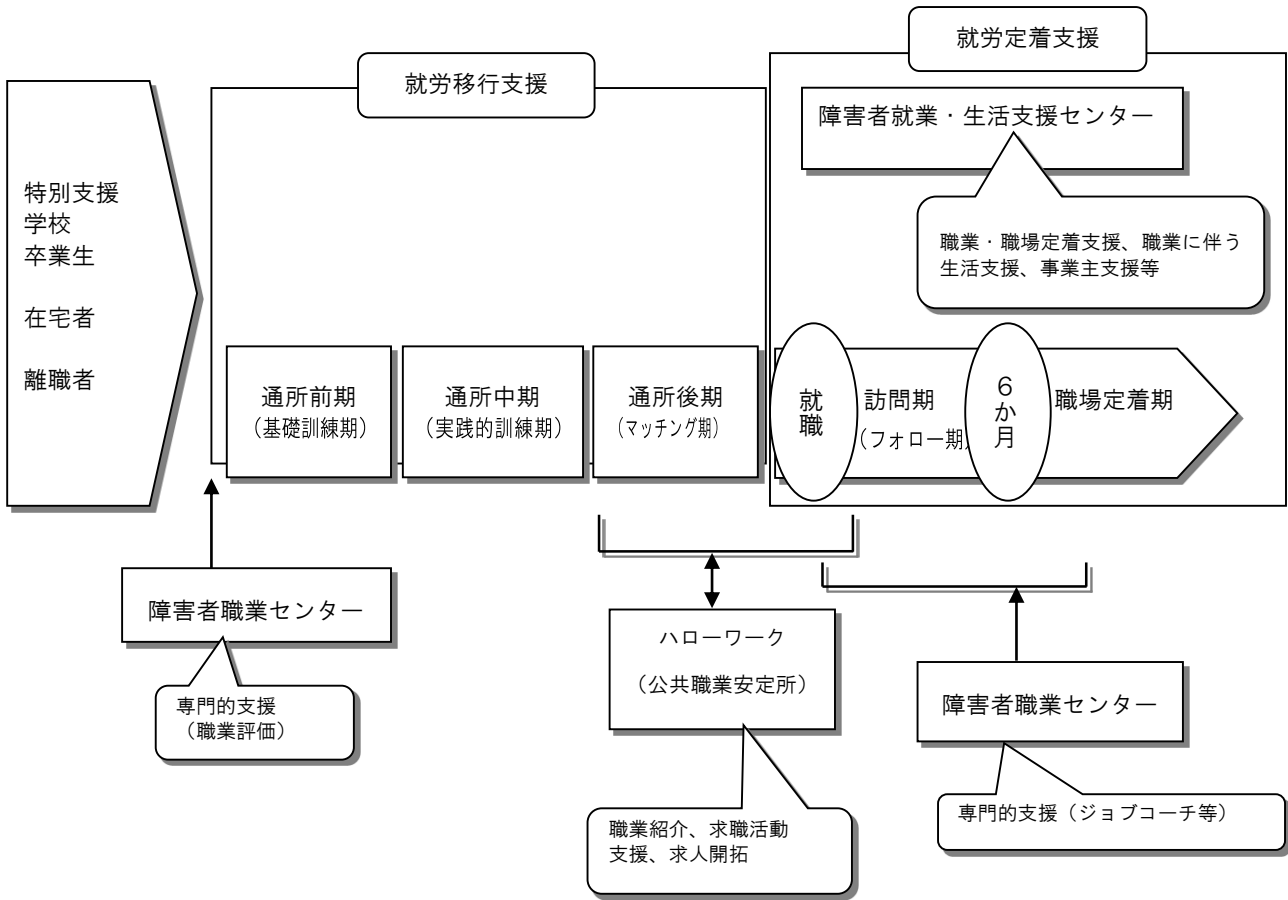 就労定着支援
就労移行支援
障害者就業・生活支援センター
職業・職場定着支援、職業に伴う
生活支援、事業主支援等
特別支援
学校
卒業生
在宅者
離職者
通所前期
（基礎訓練期）
通所中期
（実践的訓練期）
通所後期
（マッチング期）
就職
訪問期
（フォロー期）
６か月
職場定着期
障害者職業センター
専門的支援
（職業評価）
ハローワーク
（公共職業安定所）
職業紹介、求職活動
支援、求人開拓
障害者職業センター
専門的支援（ジョブコーチ等）